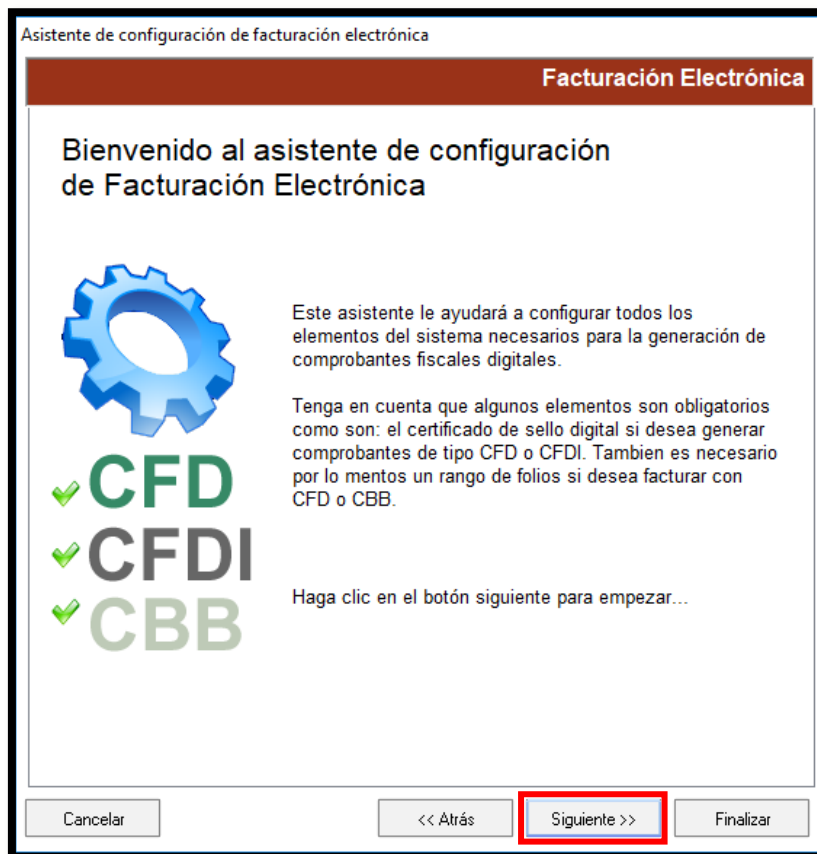 Asistente de configuración de facturación electrónica
Facturación Electrónica
Bienvenido al asistente de configuración
de Facturación Electrónica
Este asistente le ayudará a configurar todos los
elementos del sistema necesarios para la generación de
comprobantes fiscales digitales.
Tenga en cuenta que algunos elementos son obligatorios
como son: el certificado de sello digital si desea generar
comprobantes de tipo CFD o CFDI. Tambien es necesario
por lo mentos un rango de folios si desea facturar con
CFD o CBB.
CFD
CFDI
CBB
Haga clic en el botón siguiente para empezar...
Cancelar
<< Atrás
Siguiente >>
Finalizar